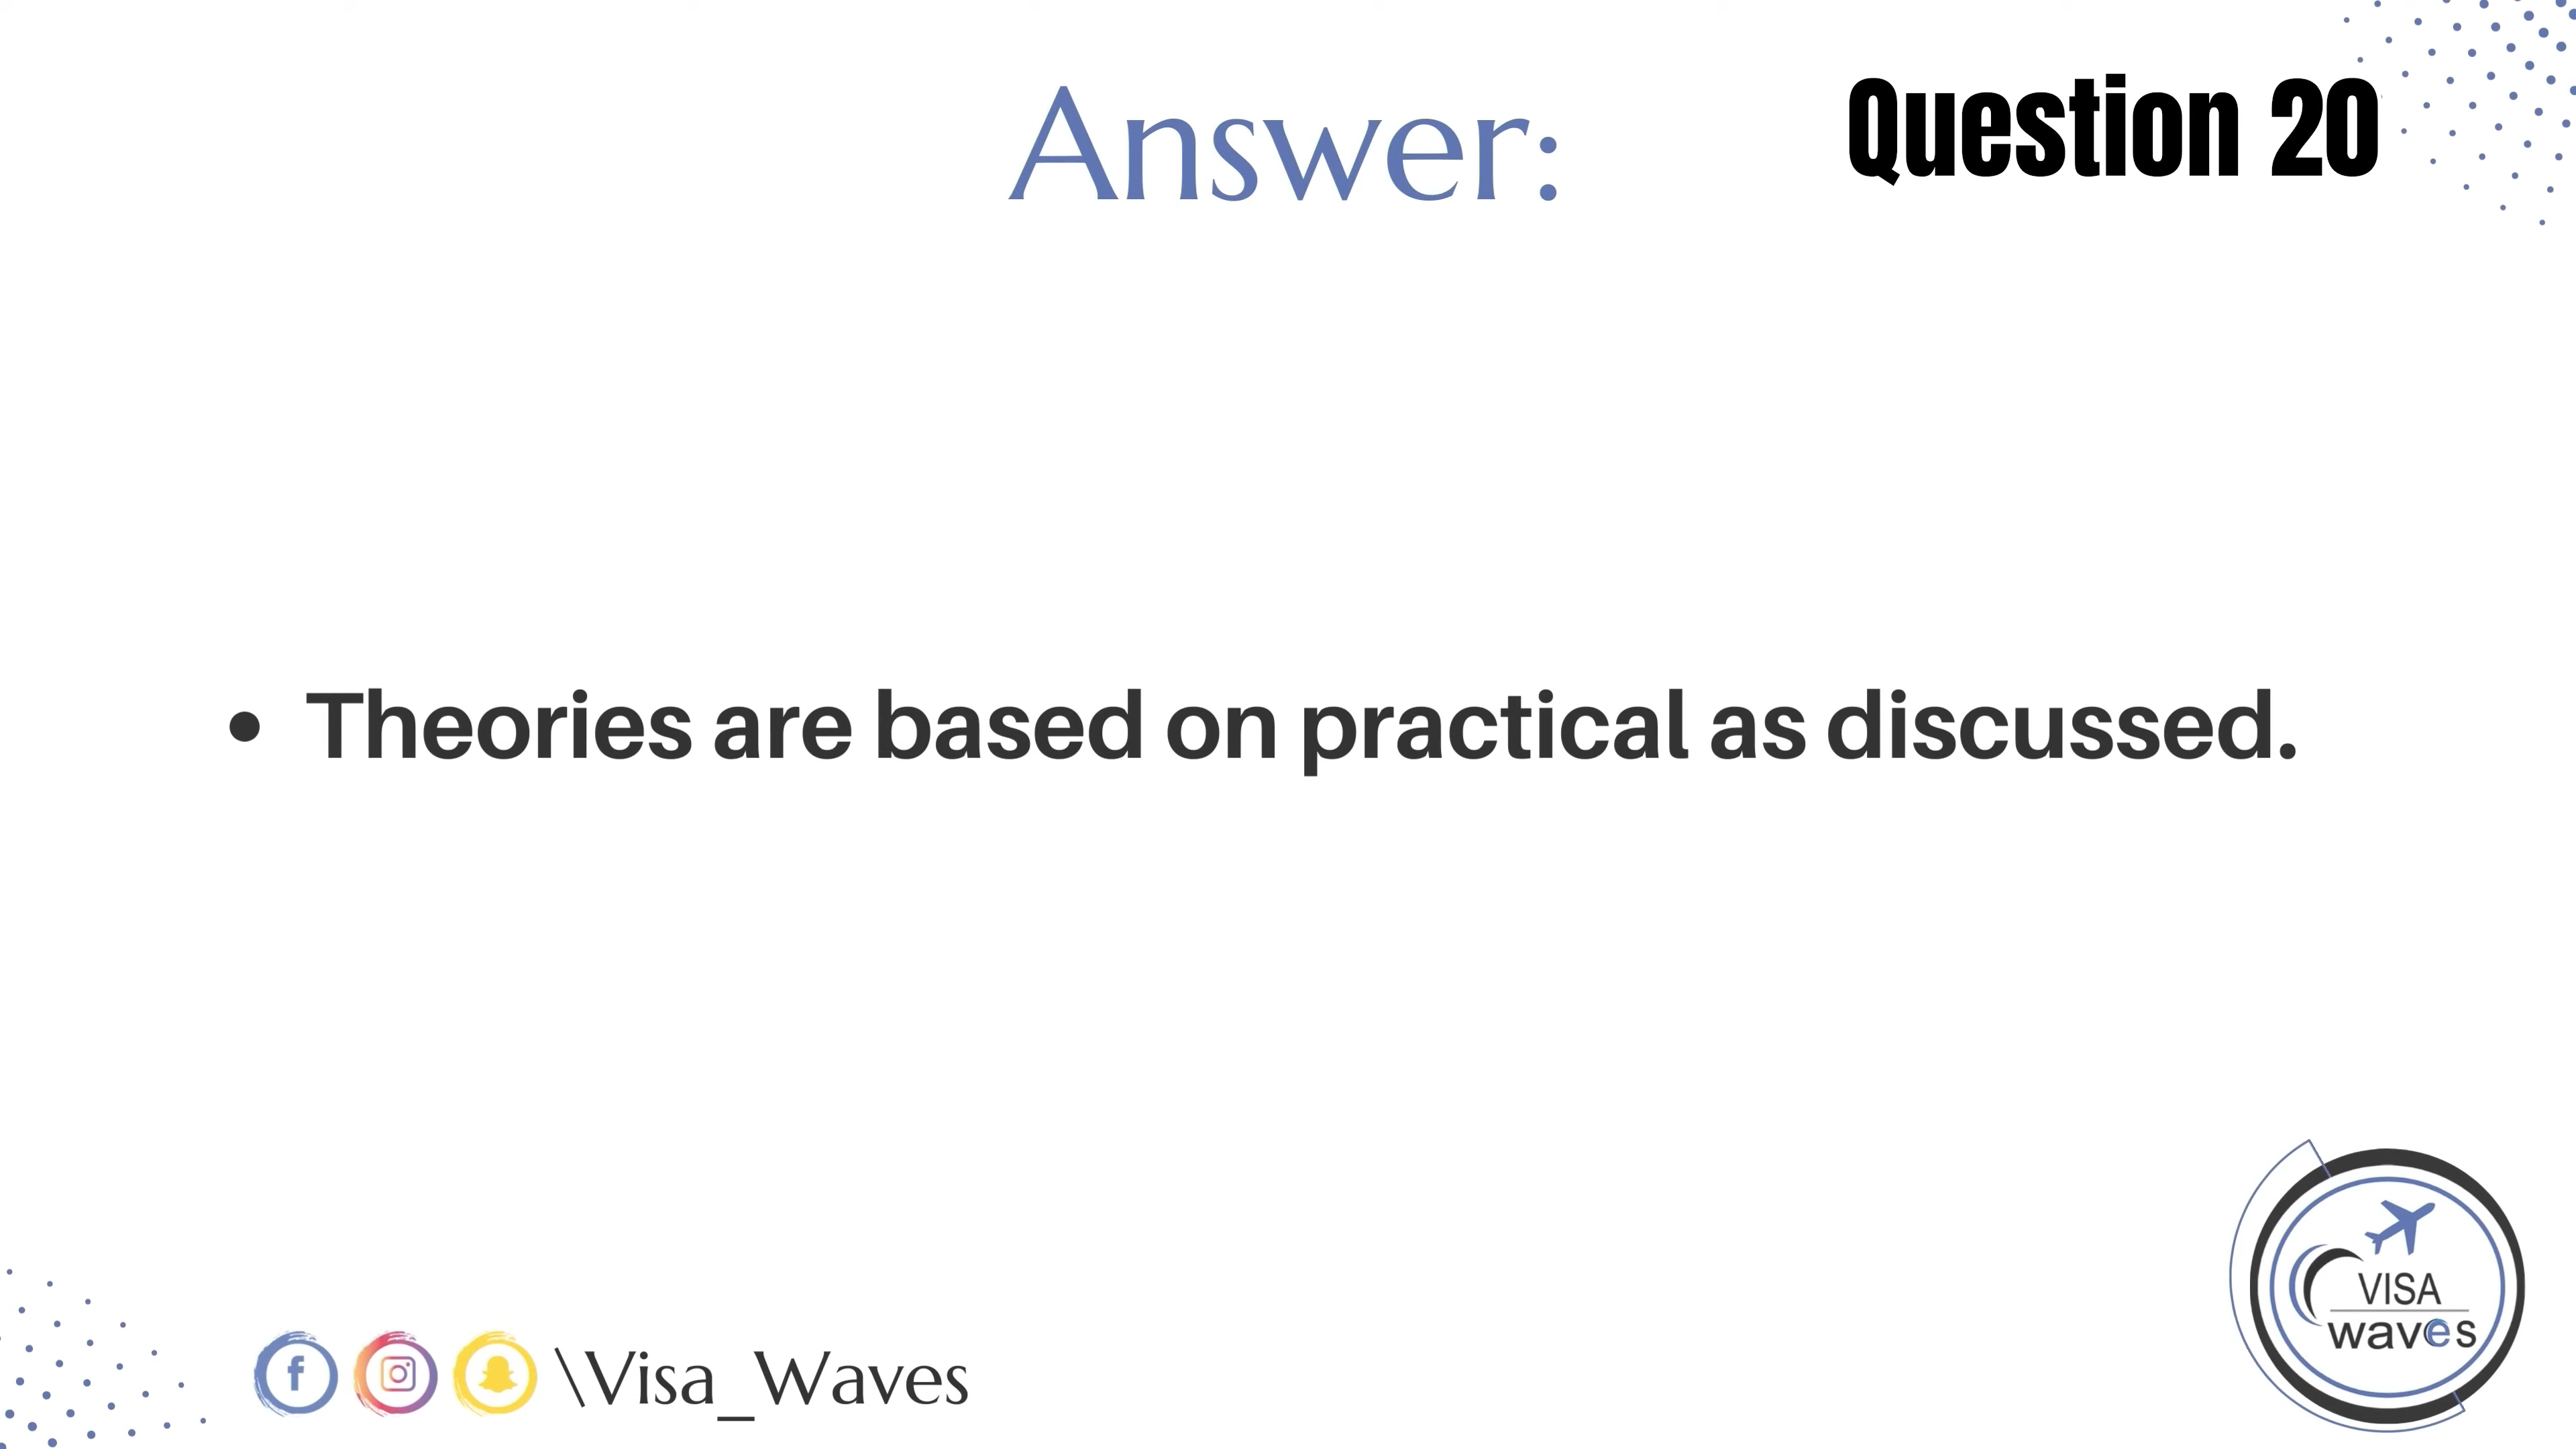 Answer:
Question 20
• Theories are based on practical as discussed.
VISA
waves
\Visa_Waves